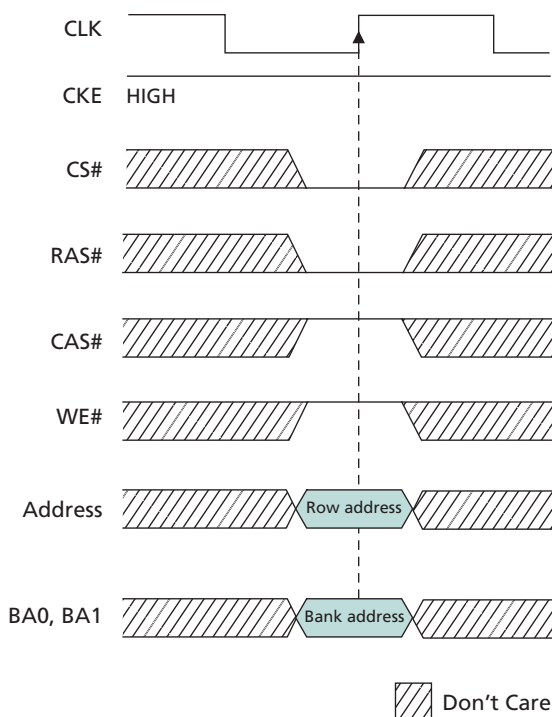 CLK
CKE HIGH
CS#
RAS#
CAS#
WE#
Address Row address
BA0, BA1 Bank address
Don't Care